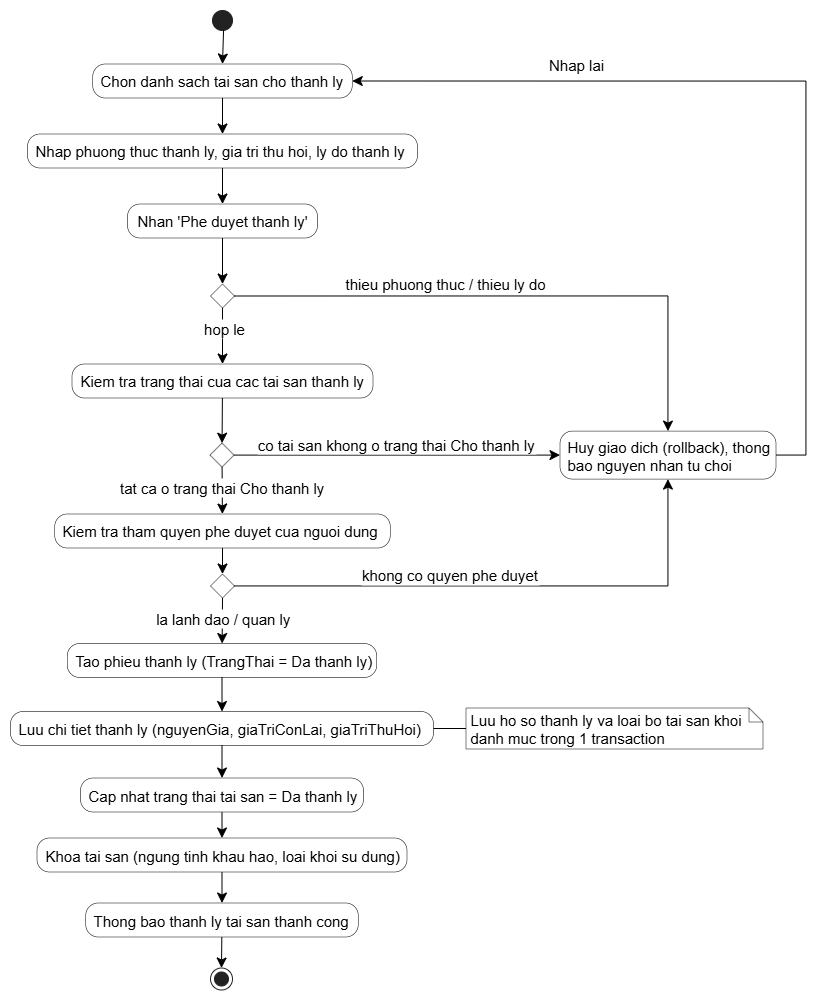 Nhap lai
Chon danh sach tai san cho thanh ly
Nhap phuong thuc thanh ly, gia tri thu hoi, ly do thanh ly
Nhan 'Phe duyet thanh ly'
thieu phuong thuc / thieu ly do
hop le
Kiem tra trang thai cua cac tai san thanh ly
co tai san khong o trang thai Cho thanh ly
Huy giao dich (rollback), thong
bao nguyen nhan tu choi
tat ca o trang thai Cho thanh ly
Kiem tra tham quyen phe duyet cua nguoi dung
khong co quyen phe duyet
la lanh dao / quan ly
Tao phieu thanh ly (TrangThai = Da thanh ly)
Luu chi tiet thanh ly (nguyenGia, giaTriConLai, giaTriThuHoi)
Luu ho so thanh ly va loai bo tai san khoi
danh muc trong 1 transaction
Cap nhat trang thai tai san = Da thanh ly
Khoa tai san (ngung tinh khau hao, loai khoi su dung)
Thong bao thanh ly tai san thanh cong